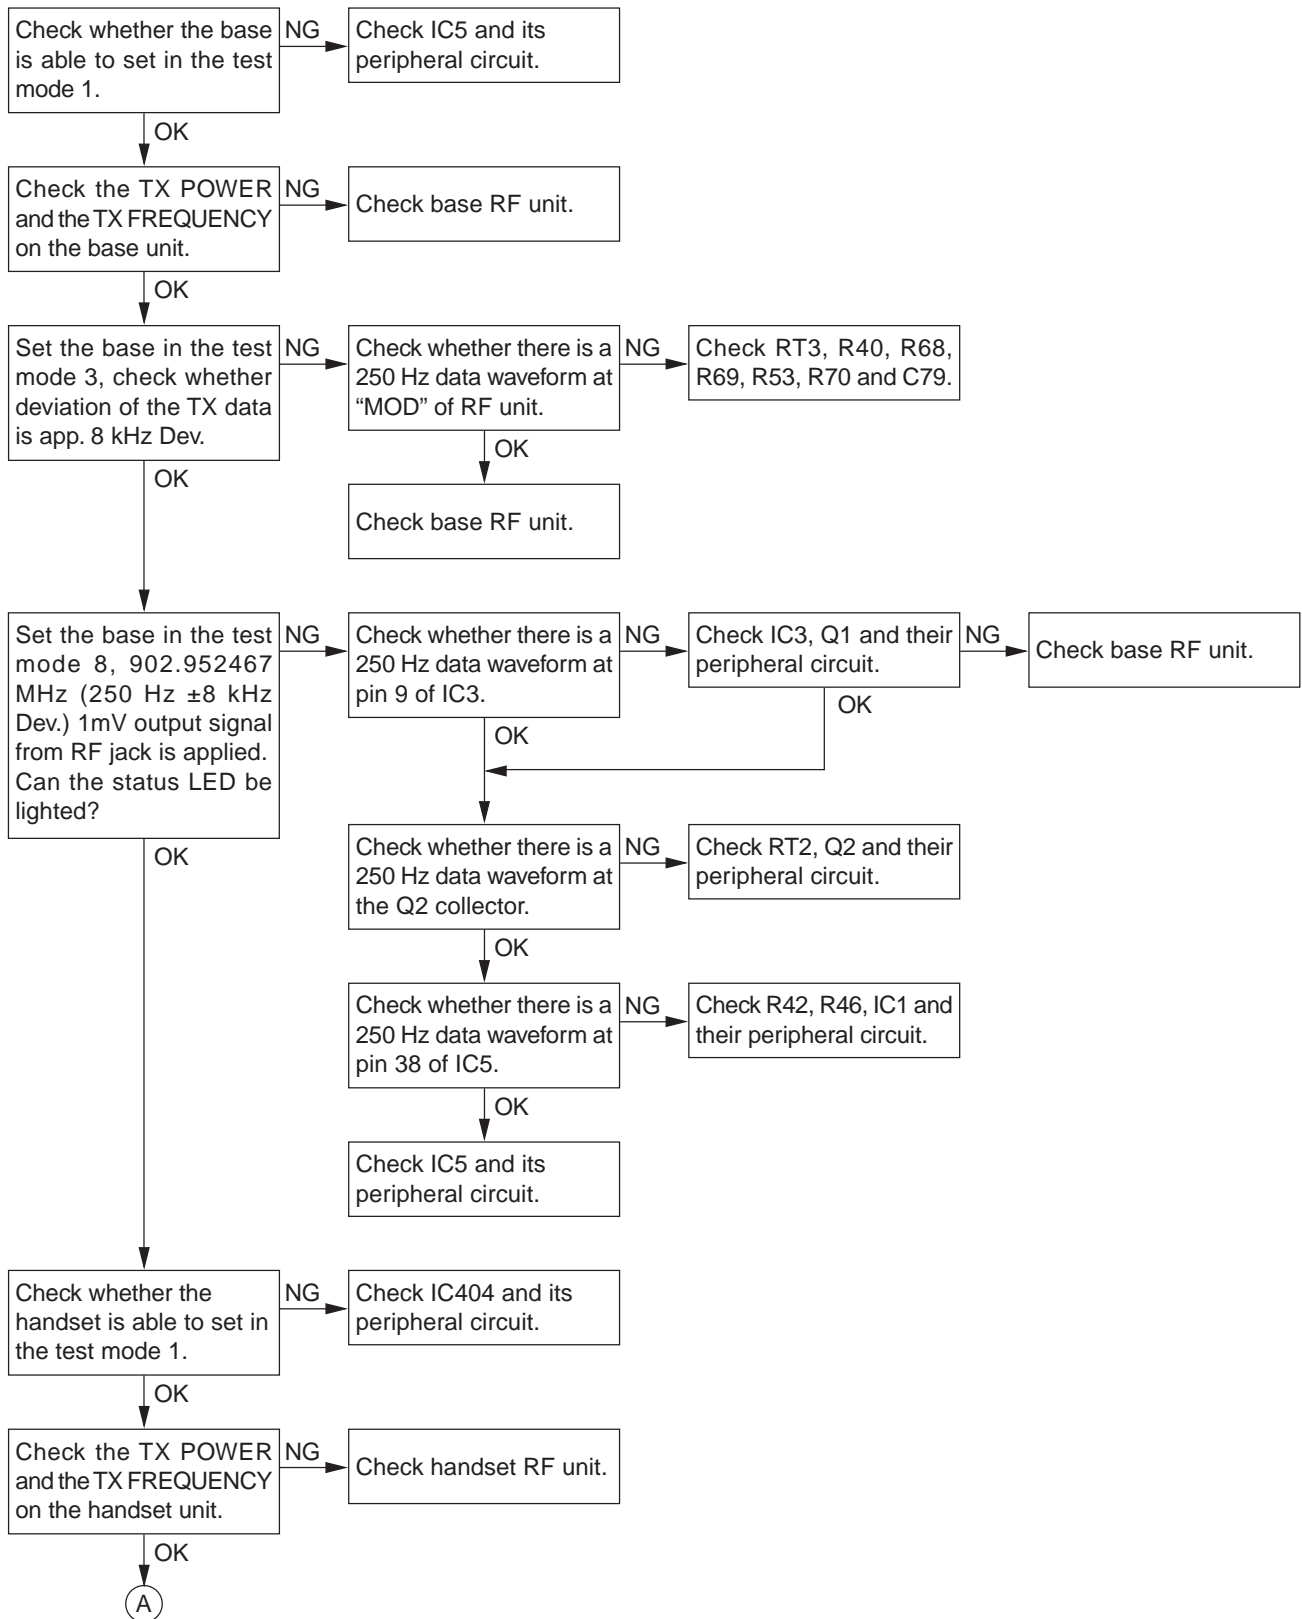 Check whether the base
is able to set in the test
mode 1.
NG
Check IC5 and its
peripheral circuit.
OK
Check the TX POWER
and the TX FREQUENCY
on the base unit.
NG
Check base RF unit.
OK
Set the base in the test
mode 3, check whether
deviation of the TX data
is app. 8 kHz Dev.
NG
Check whether there is a
250 Hz data waveform at
“MOD” of RF unit.
NG
Check RT3, R40, R68,
R69, R53, R70 and C79.
OK
Check base RF unit.
OK
Set the base in the test
mode 8, 902.952467
MHz (250 Hz ±8 kHz
Dev.) 1mV output signal
from RF jack is applied.
Can the status LED be
lighted?
NG
Check whether there is a
250 Hz data waveform at
pin 9 of IC3.
NG
Check IC3, Q1 and their
peripheral circuit.
NG
Check base RF unit.
OK
OK
Check whether there is a
250 Hz data waveform at
the Q2 collector.
NG
Check RT2, Q2 and their
peripheral circuit.
OK
Check whether there is a
250 Hz data waveform at
pin 38 of IC5.
NG
Check R42, R46, IC1 and
their peripheral circuit.
OK
Check IC5 and its
peripheral circuit.
OK
Check whether the
handset is able to set in
the test mode 1.
NG
Check IC404 and its
peripheral circuit.
OK
Check the TX POWER
and the TX FREQUENCY
on the handset unit.
NG
Check handset RF unit.
OK
A